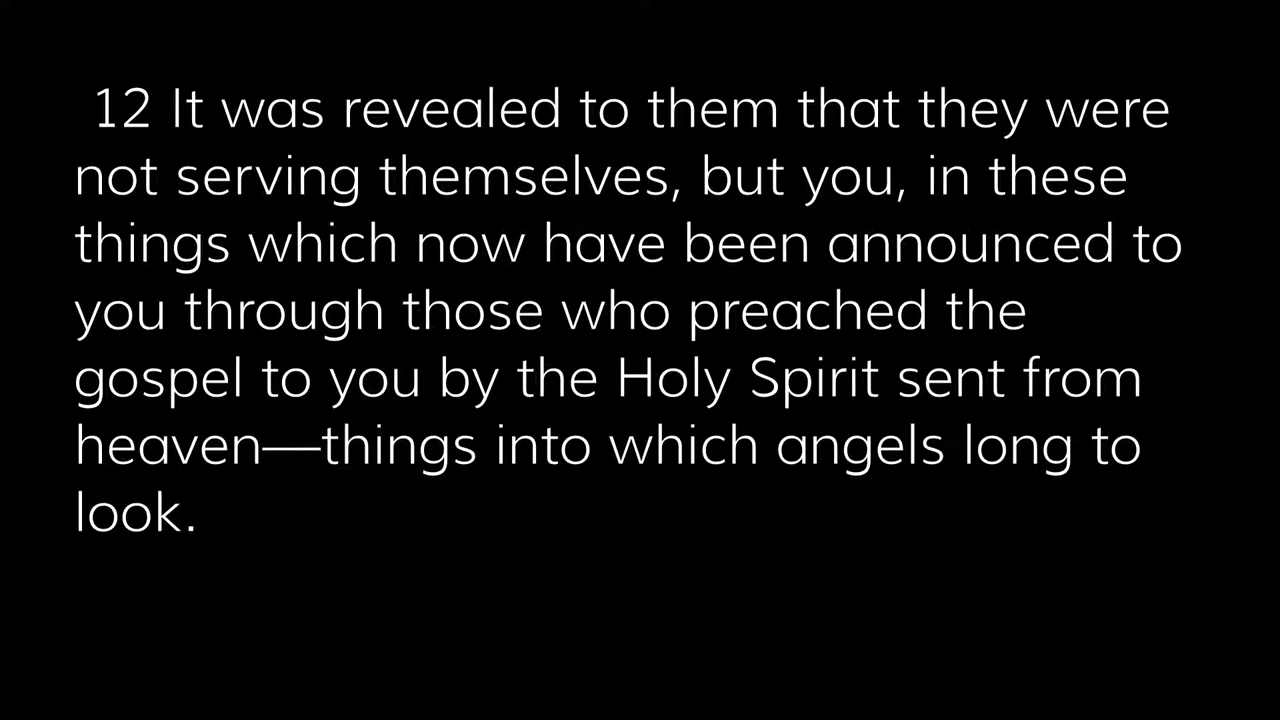 12 It was revealed to them that they were
not serving themselves, but you, in these
things which now have been announced to
you through those who preached the
gospel to you by the Holy Spirit sent from
heaven—things into which angels long to
look.